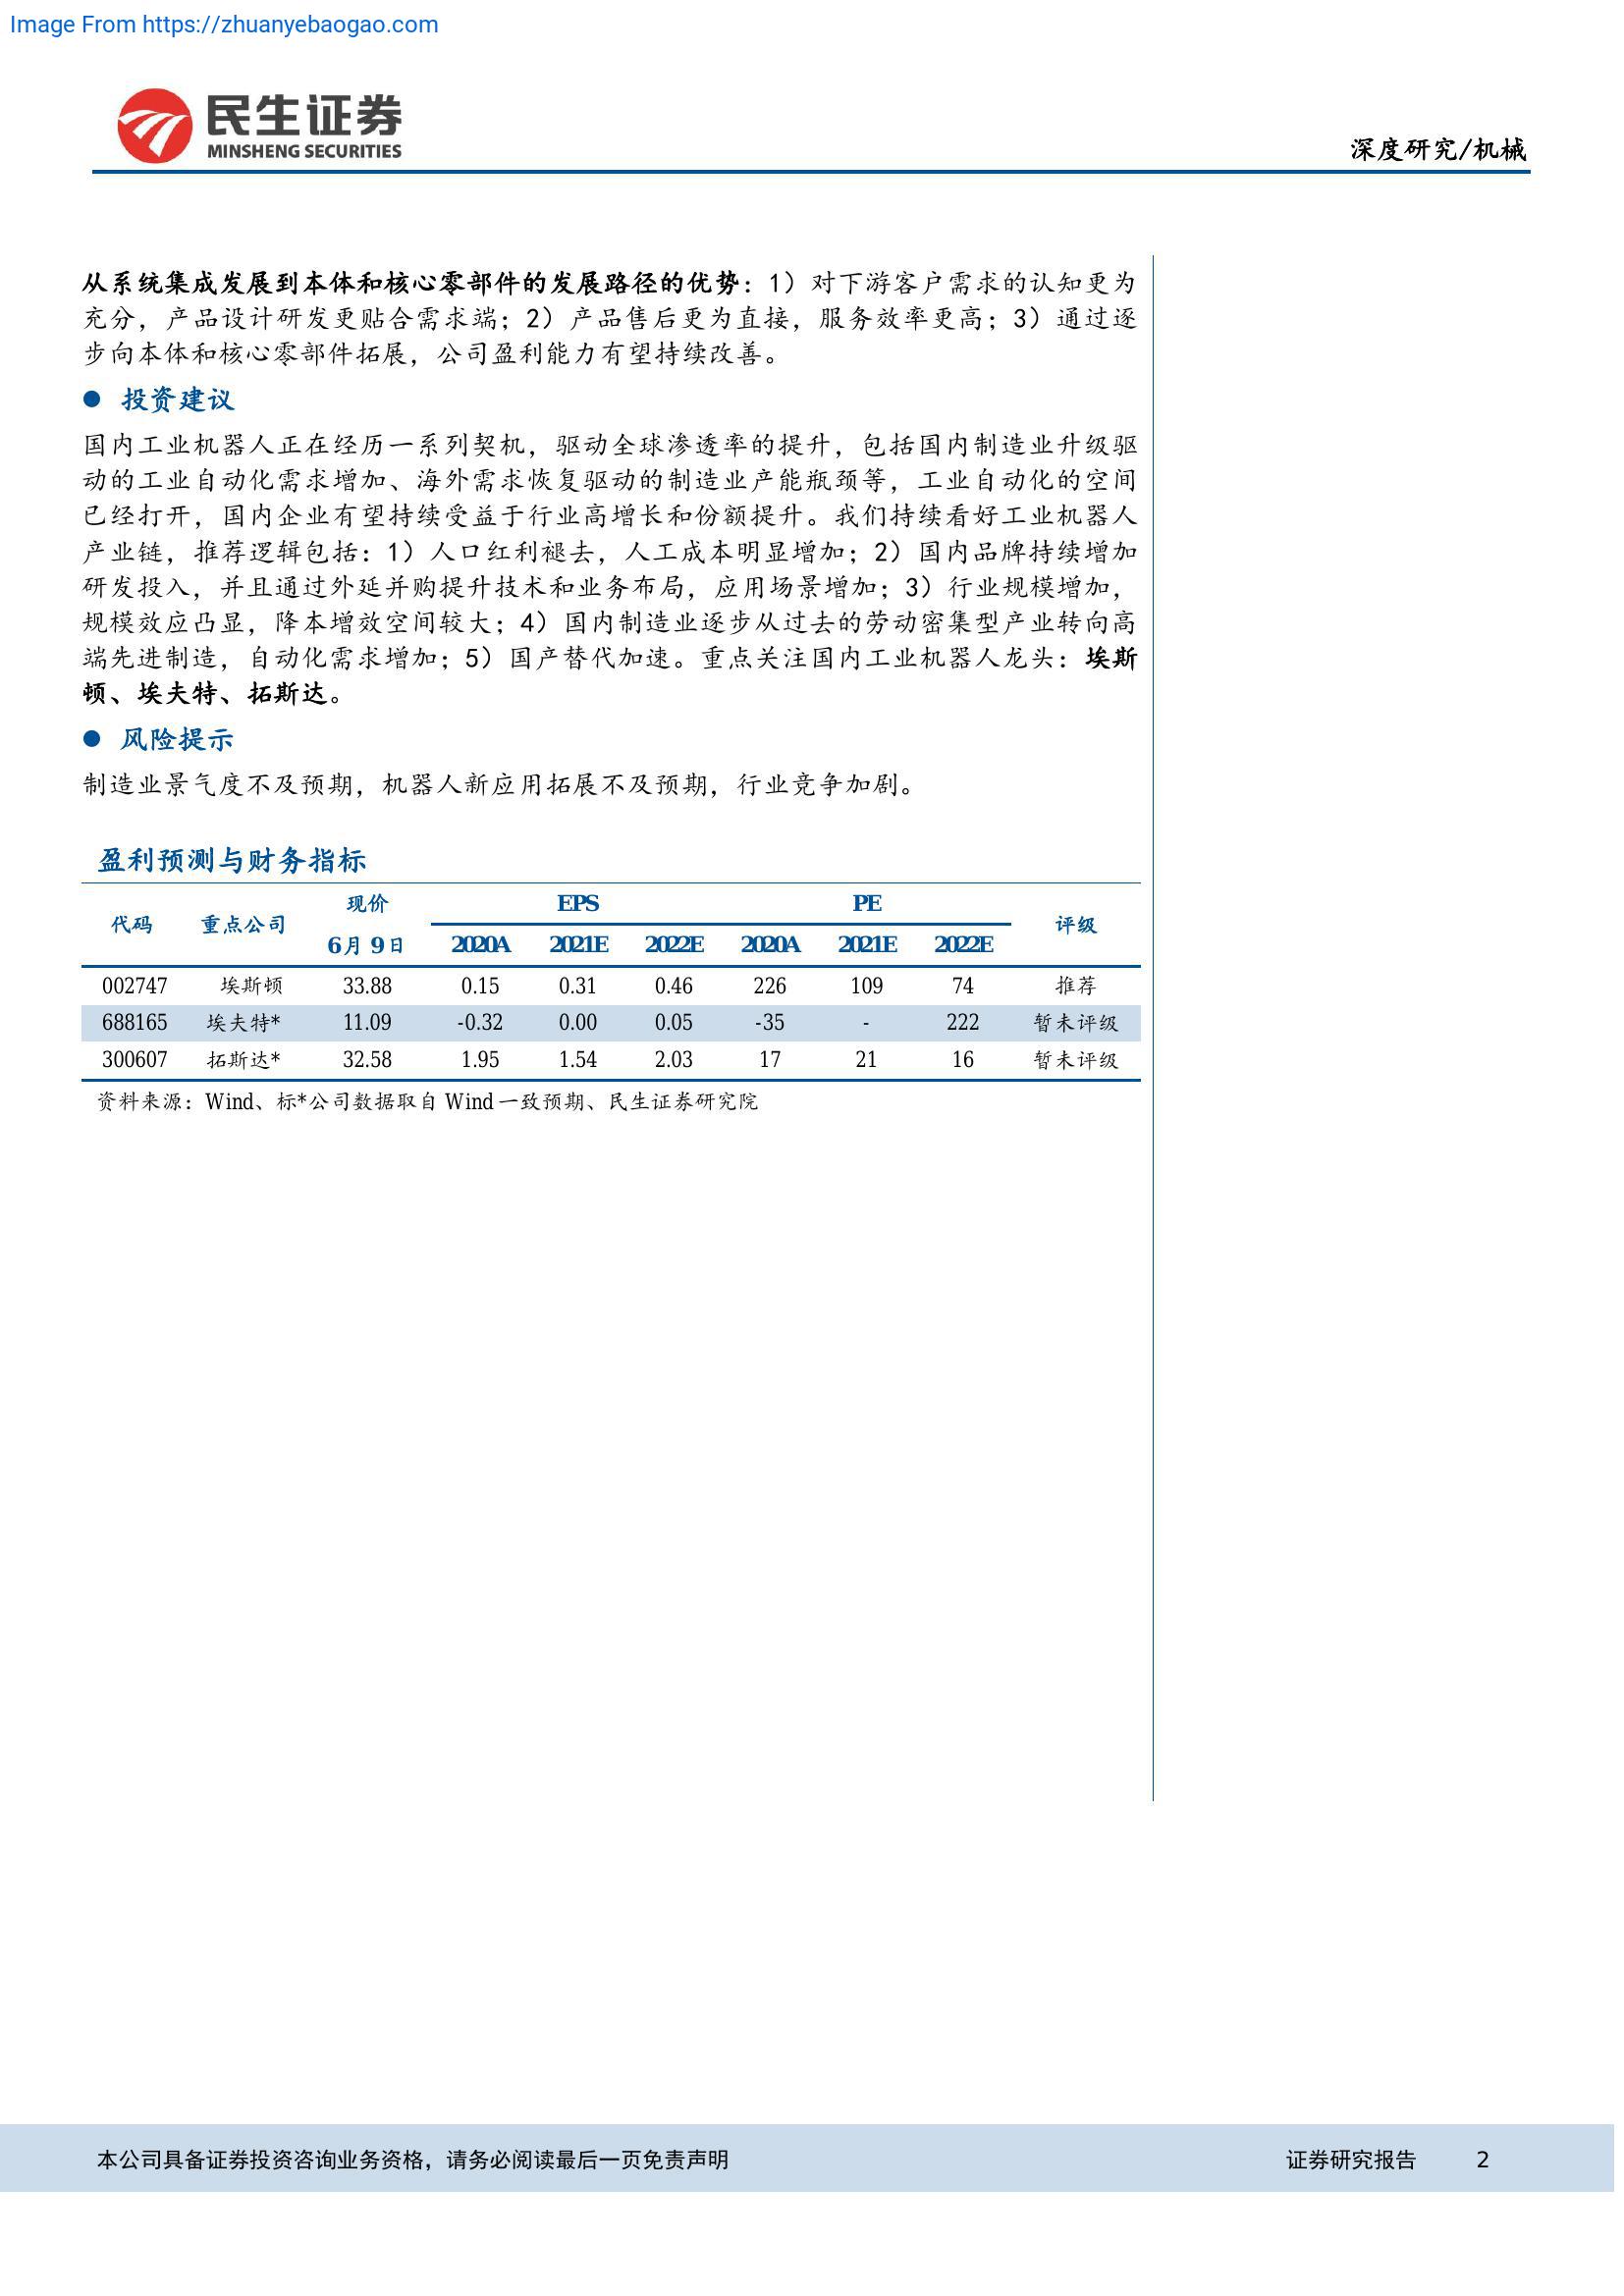 Image From https://zhuanyebaogao.com
民生证券
MINSHENG SECURITIES
深度研究/机械
从系统集成发展到本体和核心零部件的发展路径的优势：1）对下游客户需求的认知更为
充分，产品设计研发更贴合需求端；2）产品售后更为直接，服务效率更高；3）通过逐
步向本体和核心零部件拓展，公司盈利能力有望持续改善。
● 投资建议
国内工业机器人正在经历一系列契机，驱动全球渗透率的提升，包括国内制造业升级驱
动的工业自动化需求增加、海外需求恢复驱动的制造业产能瓶颈等，工业自动化的空间
已经打开，国内企业有望持续受益于行业高增长和份额提升。我们持续看好工业机器人
产业链，推荐逻辑包括：1）人口红利褪去，人工成本明显增加；2）国内品牌持续增加
研发投入，并且通过外延并购提升技术和业务布局，应用场景增加；3）行业规模增加，
规模效应凸显，降本增效空间较大；4）国内制造业逐步从过去的劳动密集型产业转向高
端先进制造，自动化需求增加；5）国产替代加速。重点关注国内工业机器人龙头：埃斯
顿、埃夫特、拓斯达。
● 风险提示
制造业景气度不及预期，机器人新应用拓展不及预期，行业竞争加剧。
盈利预测与财务指标
代码 重点公司 现价 EPS PE 评级
6月9日 2020A 2021E 2022E 2020A 2021E 2022E
002747 埃斯顿 33.88 0.15 0.31 0.46 226 109 74 推荐
688165 埃夫特* 11.09 -0.32 0.00 0.05 -35 - 222 暂未评级
300607 拓斯达* 32.58 1.95 1.54 2.03 17 21 16 暂未评级
资料来源：Wind、标*公司数据取自 Wind 一致预期、民生证券研究院
本公司具备证券投资咨询业务资格，请务必阅读最后一页免责声明 证券研究报告 2